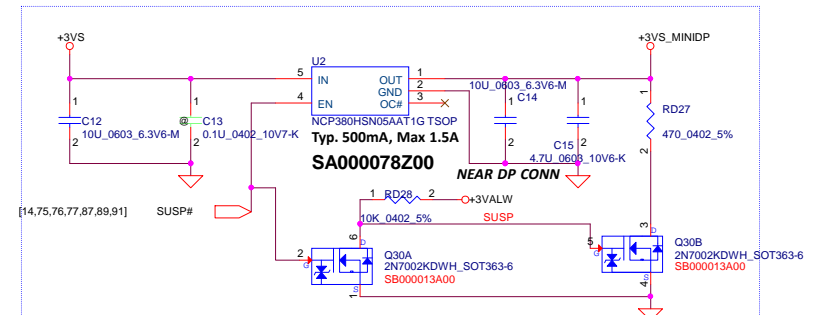 +3VS
+3VS_MINIDP
U2
5 IN OUT 1
GND 2
4 EN OC# 3
NCP380HSN05AAT1G TSOP
Typ. 500mA, Max 1.5A
SA000078Z00
1
C12
10U_0603_6.3V6-M
2
1
@ C13
0.1U_0402_10V7-K
2
10U_0603_6.3V6-M
1
C14
2
1
C15
4.7U_0603_10V6-K
2
NEAR DP CONN
1
RD27
470_0402_5%
2
[14,75,76,77,87,89,91] SUSP#
1 RD28 2
+3VALW
10K_0402_5%
SUSP
6
D
2
G
Q30A
2N7002KDWH_SOT363-6
SB000013A00
S
1
3
D
5
G
Q30B
2N7002KDWH_SOT363-6
SB000013A00
S
4